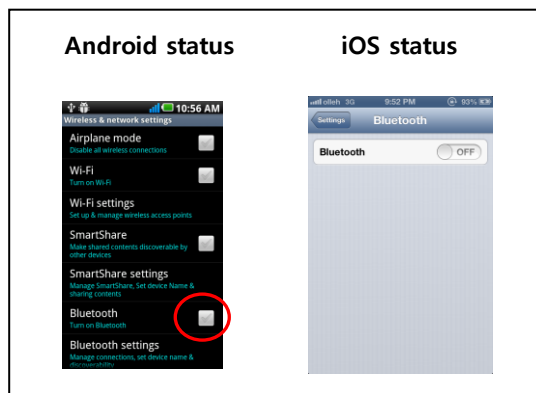 Android status
iOS status
10:56 AM
Wireless & network settings
Airplane mode
Disable all wireless connections
Wi-Fi
Turn on Wi-Fi
Wi-Fi settings
Set up & manage wireless access points
SmartShare
Make shared contents discoverable by
other devices
SmartShare settings
Manage SmartShare, Set device Name &
sharing contents
Bluetooth
Turn on Bluetooth
Bluetooth settings
Manage connections, set device name &
discoverability
olleh 3G 9:52 PM 93%
Settings Bluetooth
Bluetooth OFF